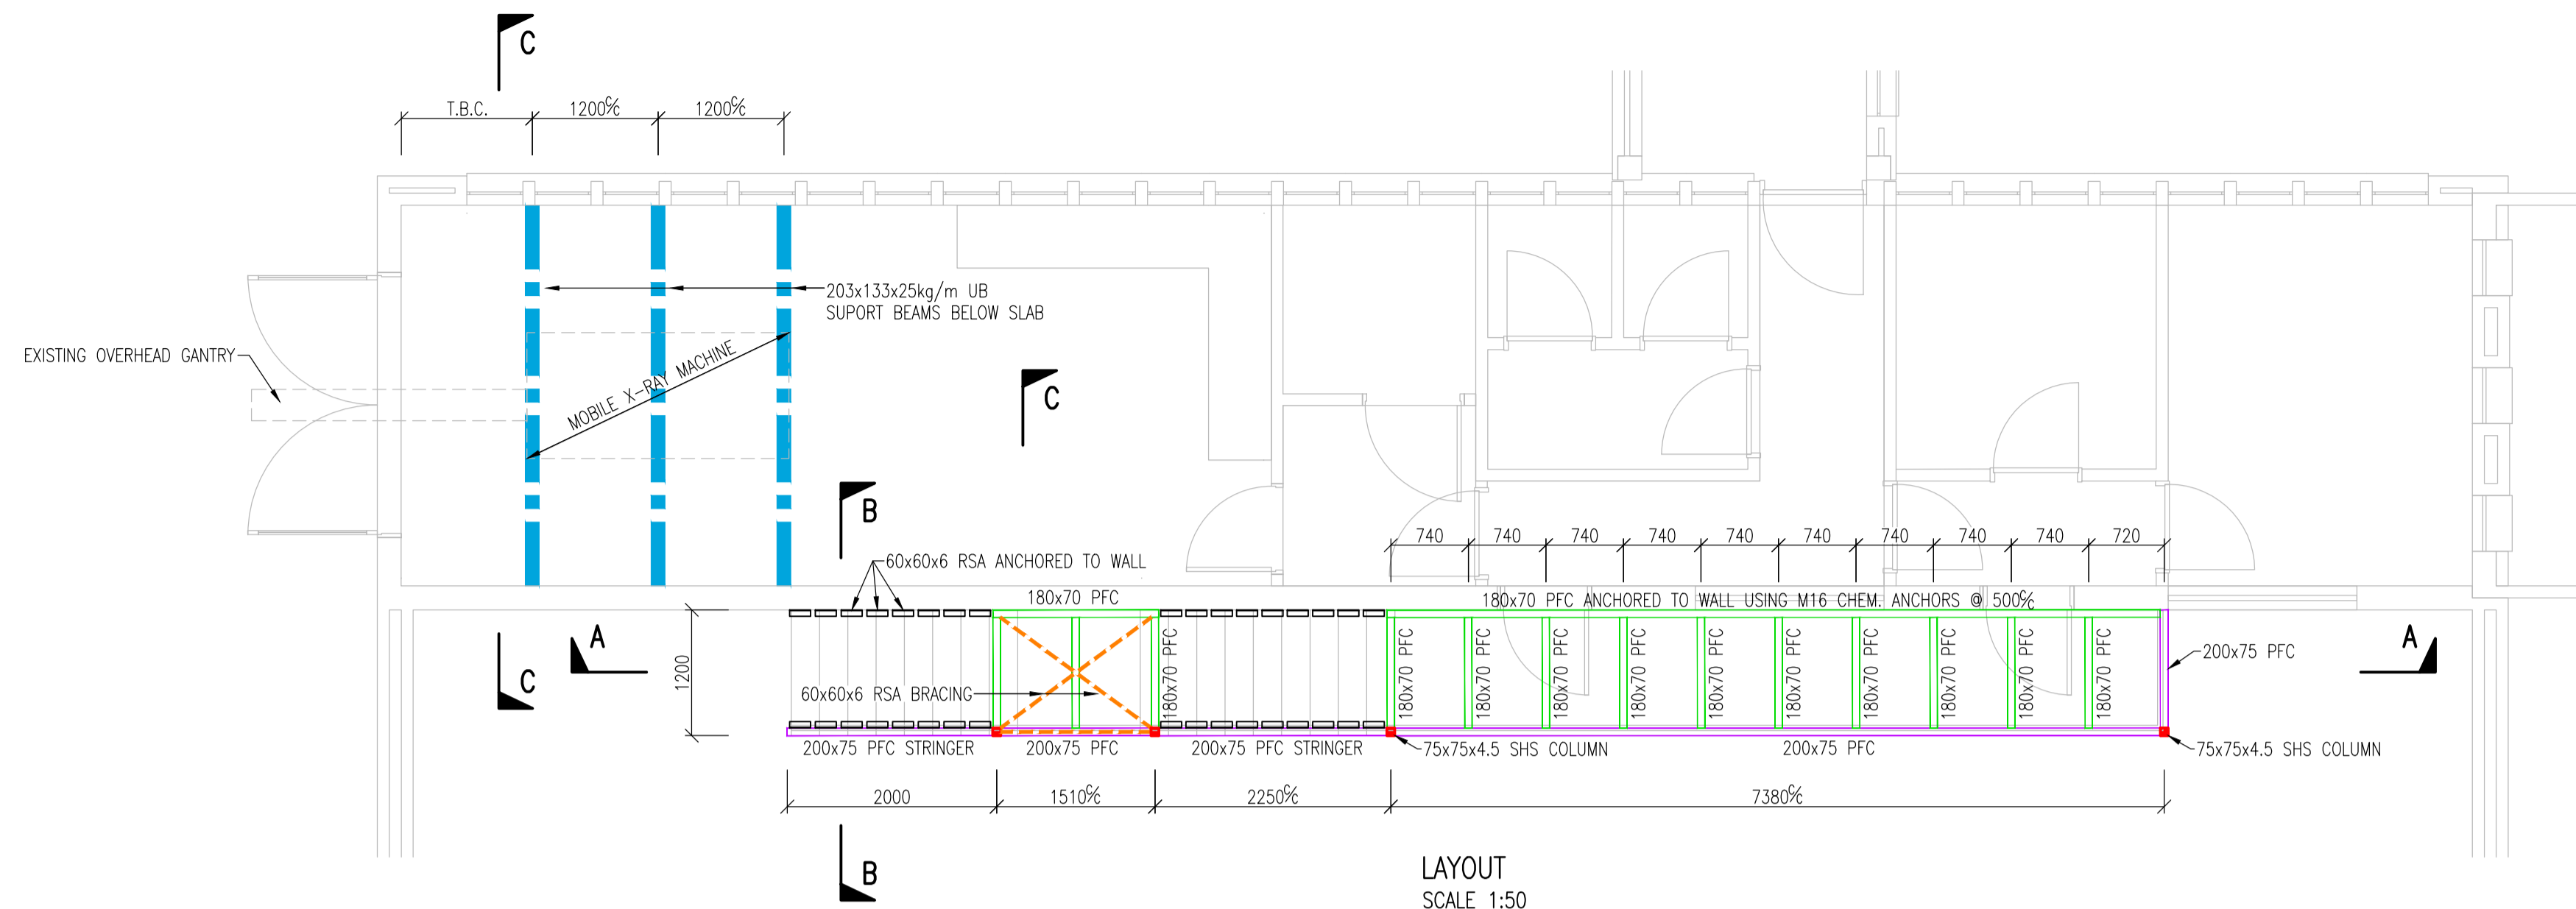 C
T.B.C.
1200℄
1200℄
203x133x25kg/m UB
SUPORT BEAMS BELOW SLAB
EXISTING OVERHEAD GANTRY
MOBILE X-RAY MACHINE
C
B
740
740
740
740
740
740
740
740
740
720
60x60x6 RSA ANCHORED TO WALL
180x70 PFC
180x70 PFC ANCHORED TO WALL USING M16 CHEM. ANCHORS @ 500℄
C
A
1200
60x60x6 RSA BRACING
180x70 PFC
180x70 PFC
180x70 PFC
180x70 PFC
180x70 PFC
180x70 PFC
180x70 PFC
180x70 PFC
180x70 PFC
180x70 PFC
180x70 PFC
200x75 PFC
A
200x75 PFC STRINGER
200x75 PFC
200x75 PFC STRINGER
75x75x4.5 SHS COLUMN
200x75 PFC
75x75x4.5 SHS COLUMN
2000
1510℄
2250℄
7380℄
B
LAYOUT
SCALE 1:50